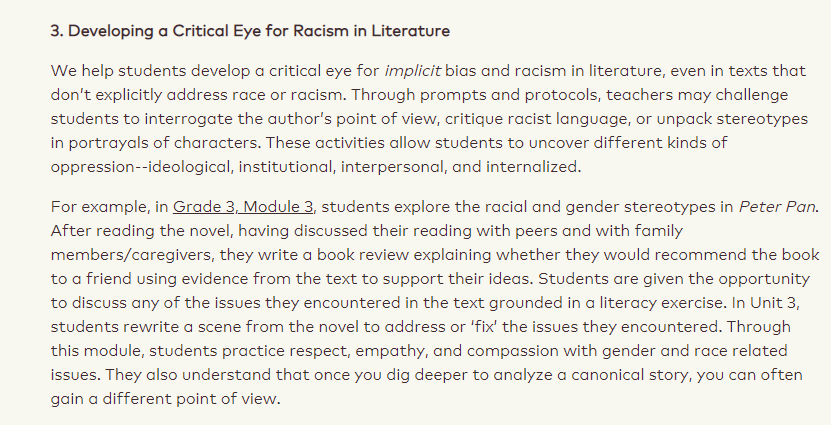 3. Developing a Critical Eye for Racism in Literature
We help students develop a critical eye for implicit bias and racism in literature, even in texts that
don't explicitly address race or racism. Through prompts and protocols, teachers may challenge
students to interrogate the author's point of view, critique racist language, or unpack stereotypes
in portrayals of characters. These activities allow students to uncover different kinds of
oppression--ideological, institutional, interpersonal, and internalized.
For example, in Grade 3, Module 3, students explore the racial and gender stereotypes in Peter Pan.
After reading the novel, having discussed their reading with peers and with family
members/caregivers, they write a book review explaining whether they would recommend the book
to a friend using evidence from the text to support their ideas. Students are given the opportunity
to discuss any of the issues they encountered in the text grounded in a literacy exercise. In Unit 3,
students rewrite a scene from the novel to address or 'fix' the issues they encountered. Through
this module, students practice respect, empathy, and compassion with gender and race related
issues. They also understand that once you dig deeper to analyze a canonical story, you can often
gain a different point of view.